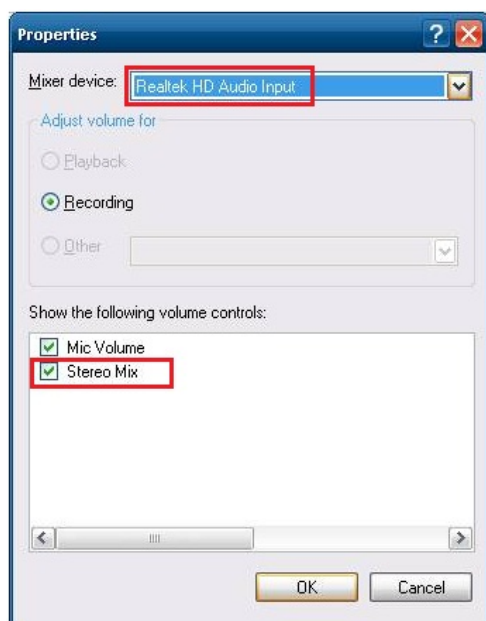 Properties
Mixer device: Realtek HD Audio Input
Adjust volume for
Playback
Recording
Other
Show the following volume controls:
Mic Volume
Stereo Mix
OK Cancel